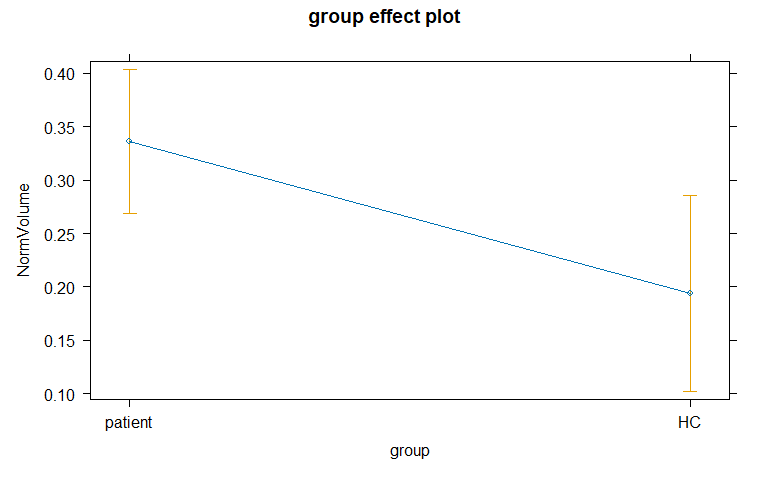 group effect plot
NormVolume
0.40
0.35
0.30
0.25
0.20
0.15
0.10
patient
HC
group